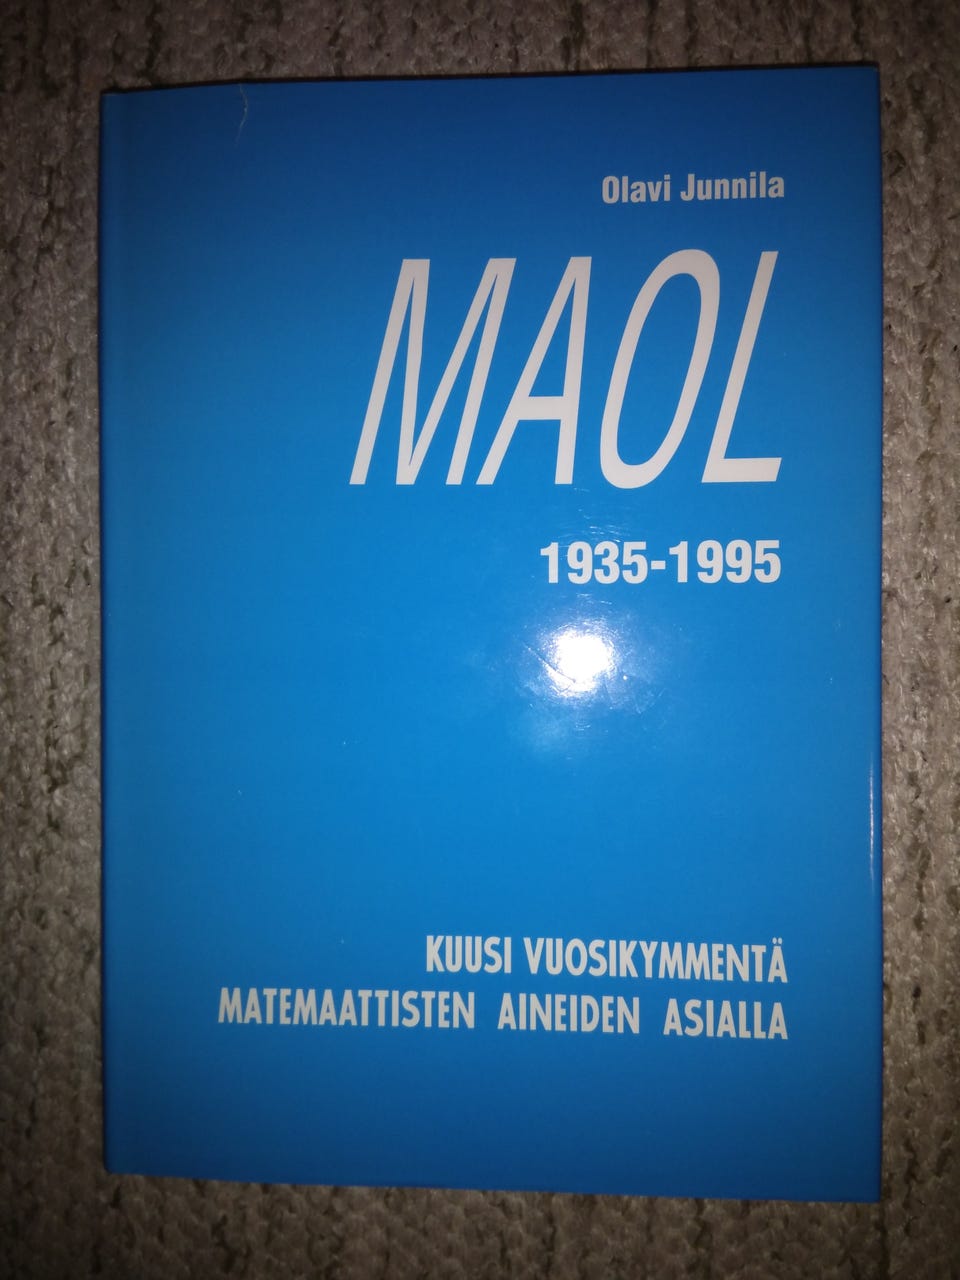 Olavi Junnila
MAOL
1935-1995
KUUSI VUOSIKYMMENTÄ
MATEMAATTISTEN AINEIDEN ASIALLA